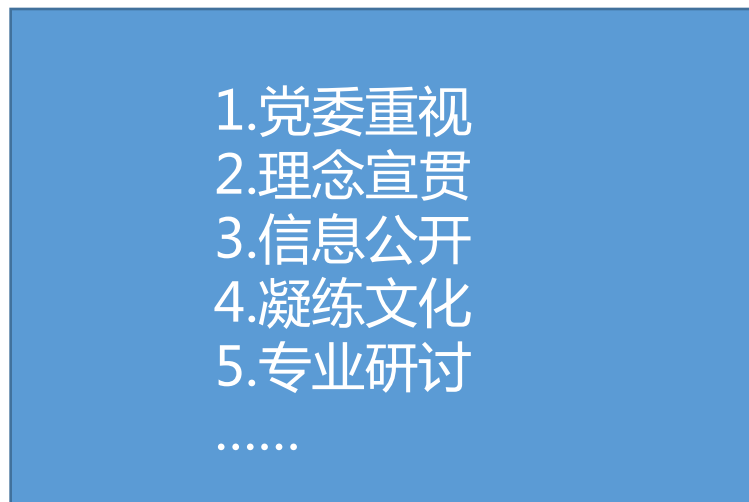 1.党委重视
2.理念宣贯
3.信息公开
4.凝练文化
5.专业研讨
......